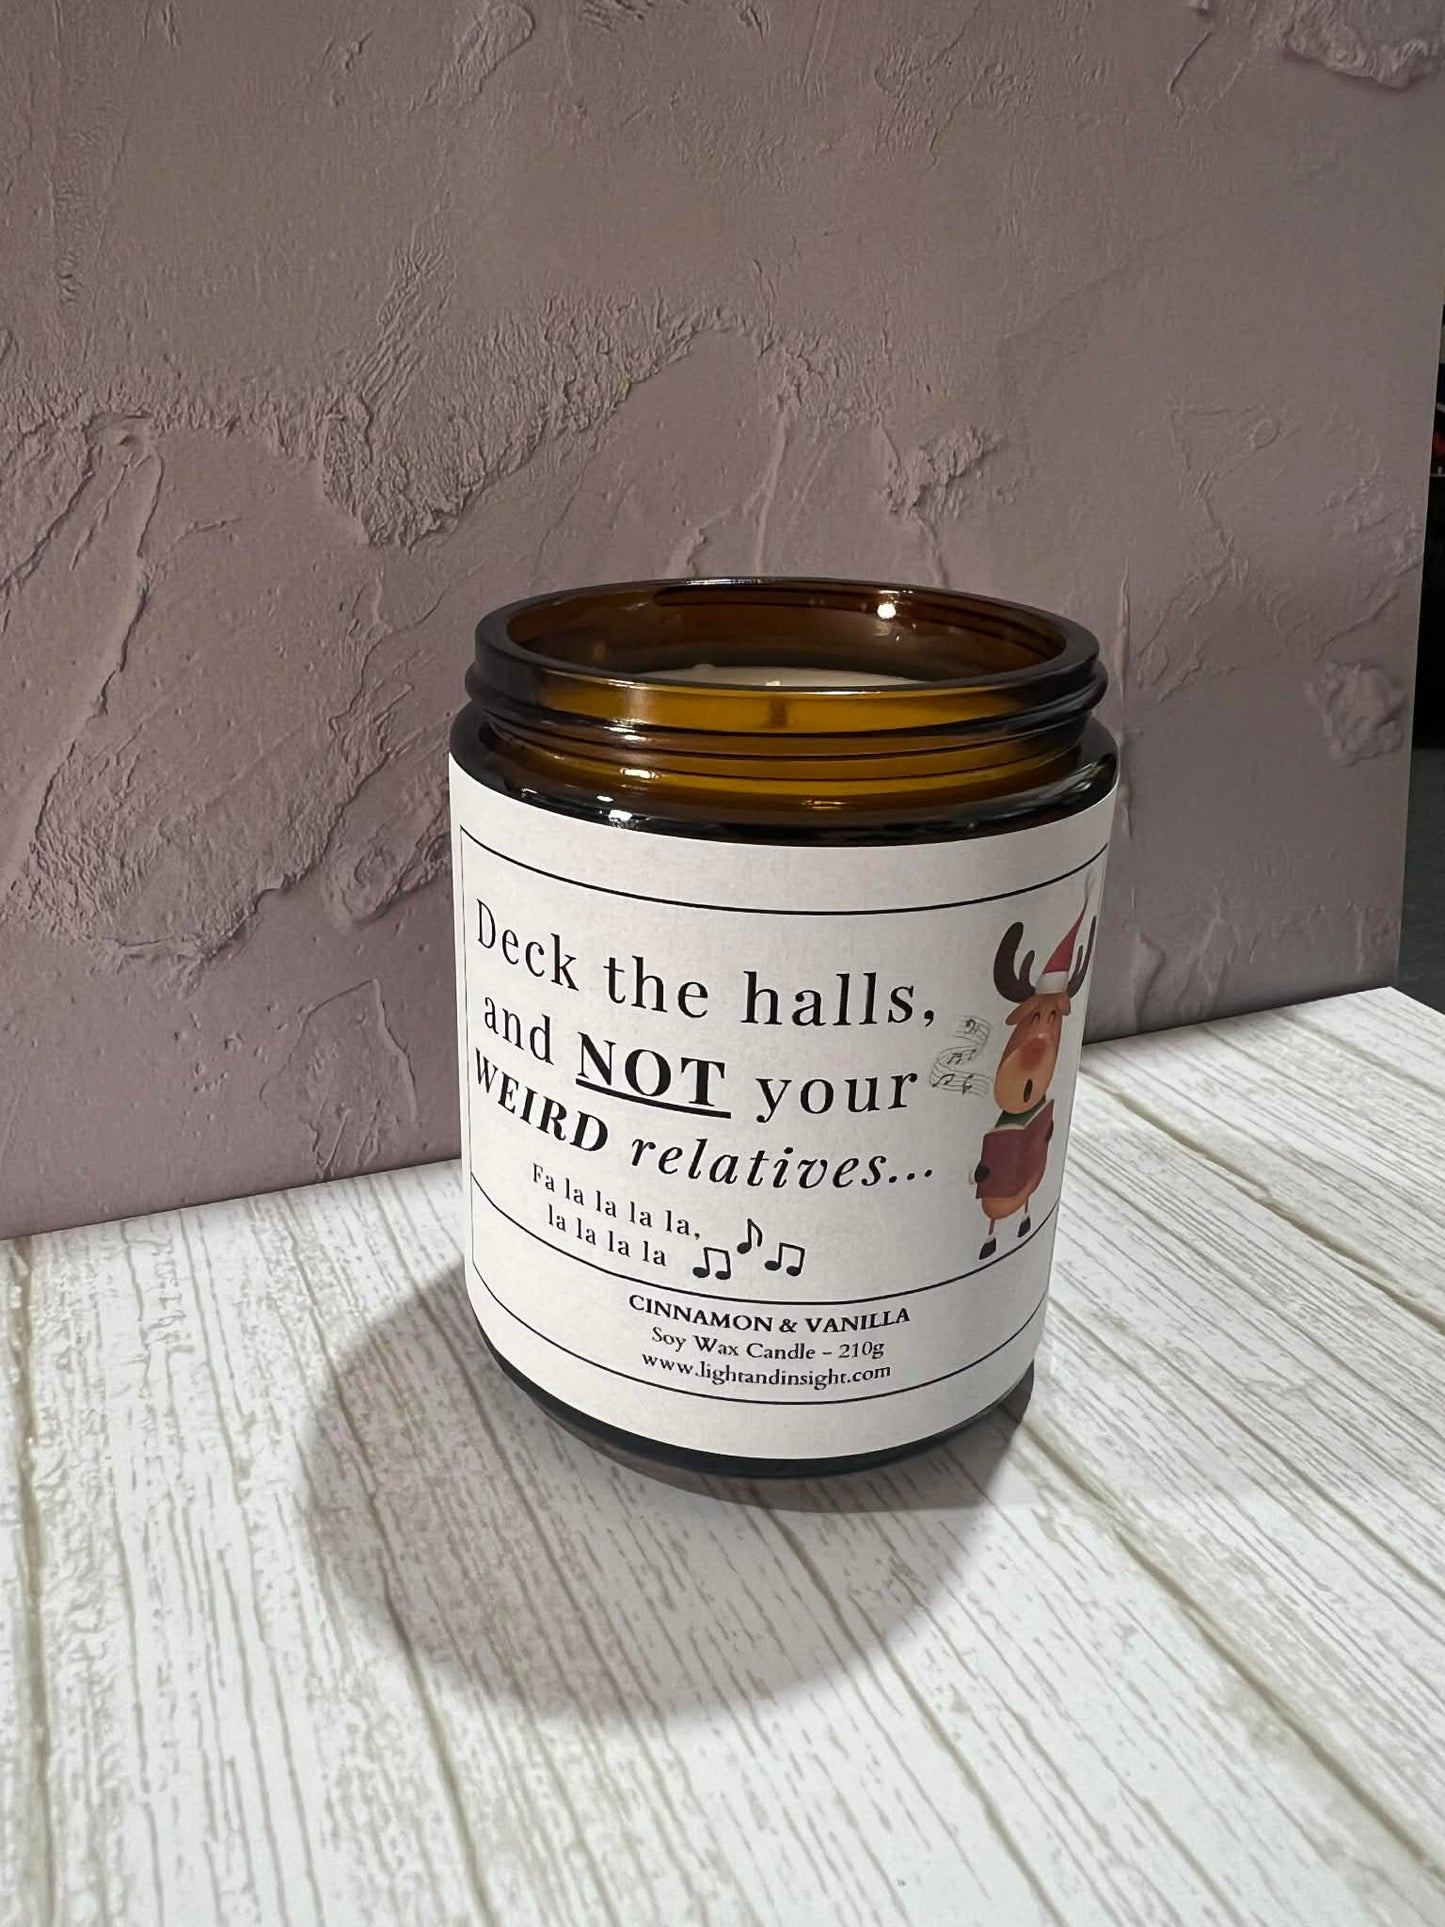 Deck the halls,
and NOT your
WEIRD relatives...
Fa la la la la,
la la la la
CINNAMON & VANILLA
Soy Wax Candle - 210g
www.lightandinsight.com